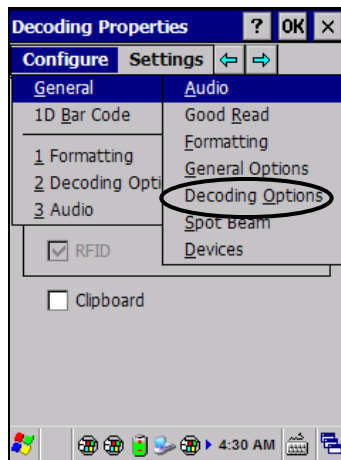 Decoding Properties ? OK ×
Configure Settings
General
1D Bar Code
1 Formatting
2 Decoding Opti
3 Audio
Audio
Good Read
Formatting
General Options
Decoding Options
Spot Beam
Devices
RFID
Clipboard
4:30 AM